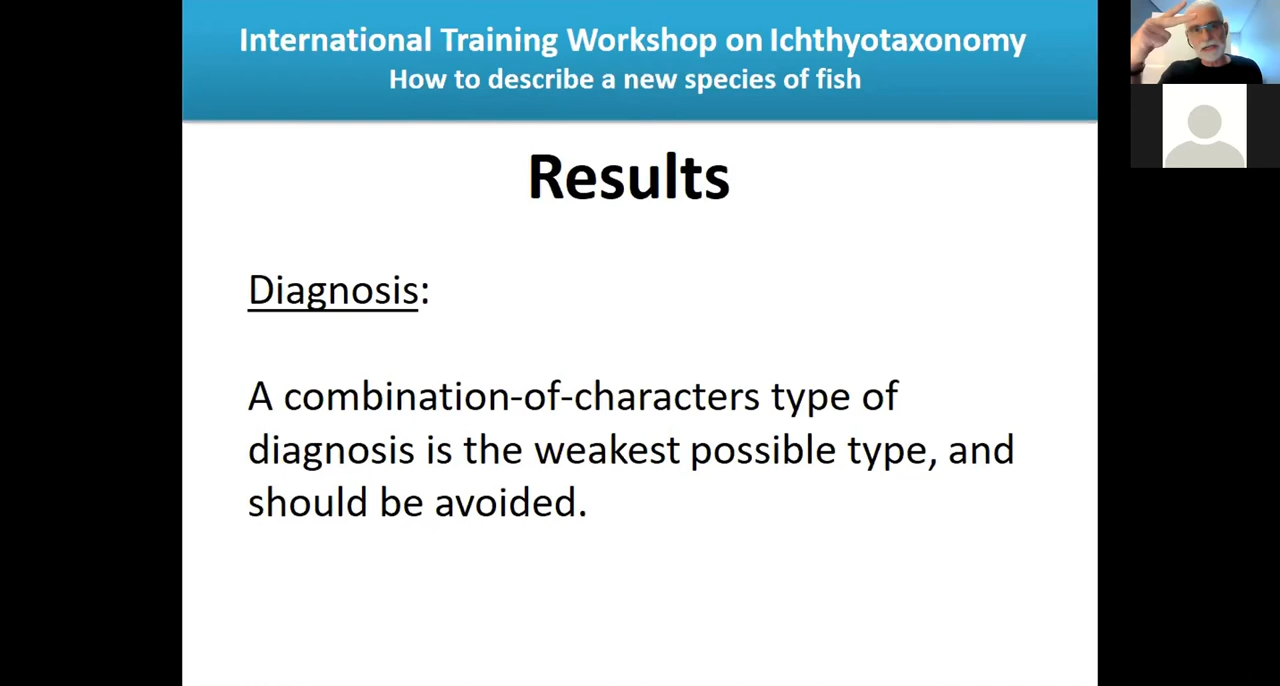 International Training Workshop on Ichthyotaxonomy
How to describe a new species of fish
Results
Diagnosis:
A combination-of-characters type of
diagnosis is the weakest possible type, and
should be avoided.